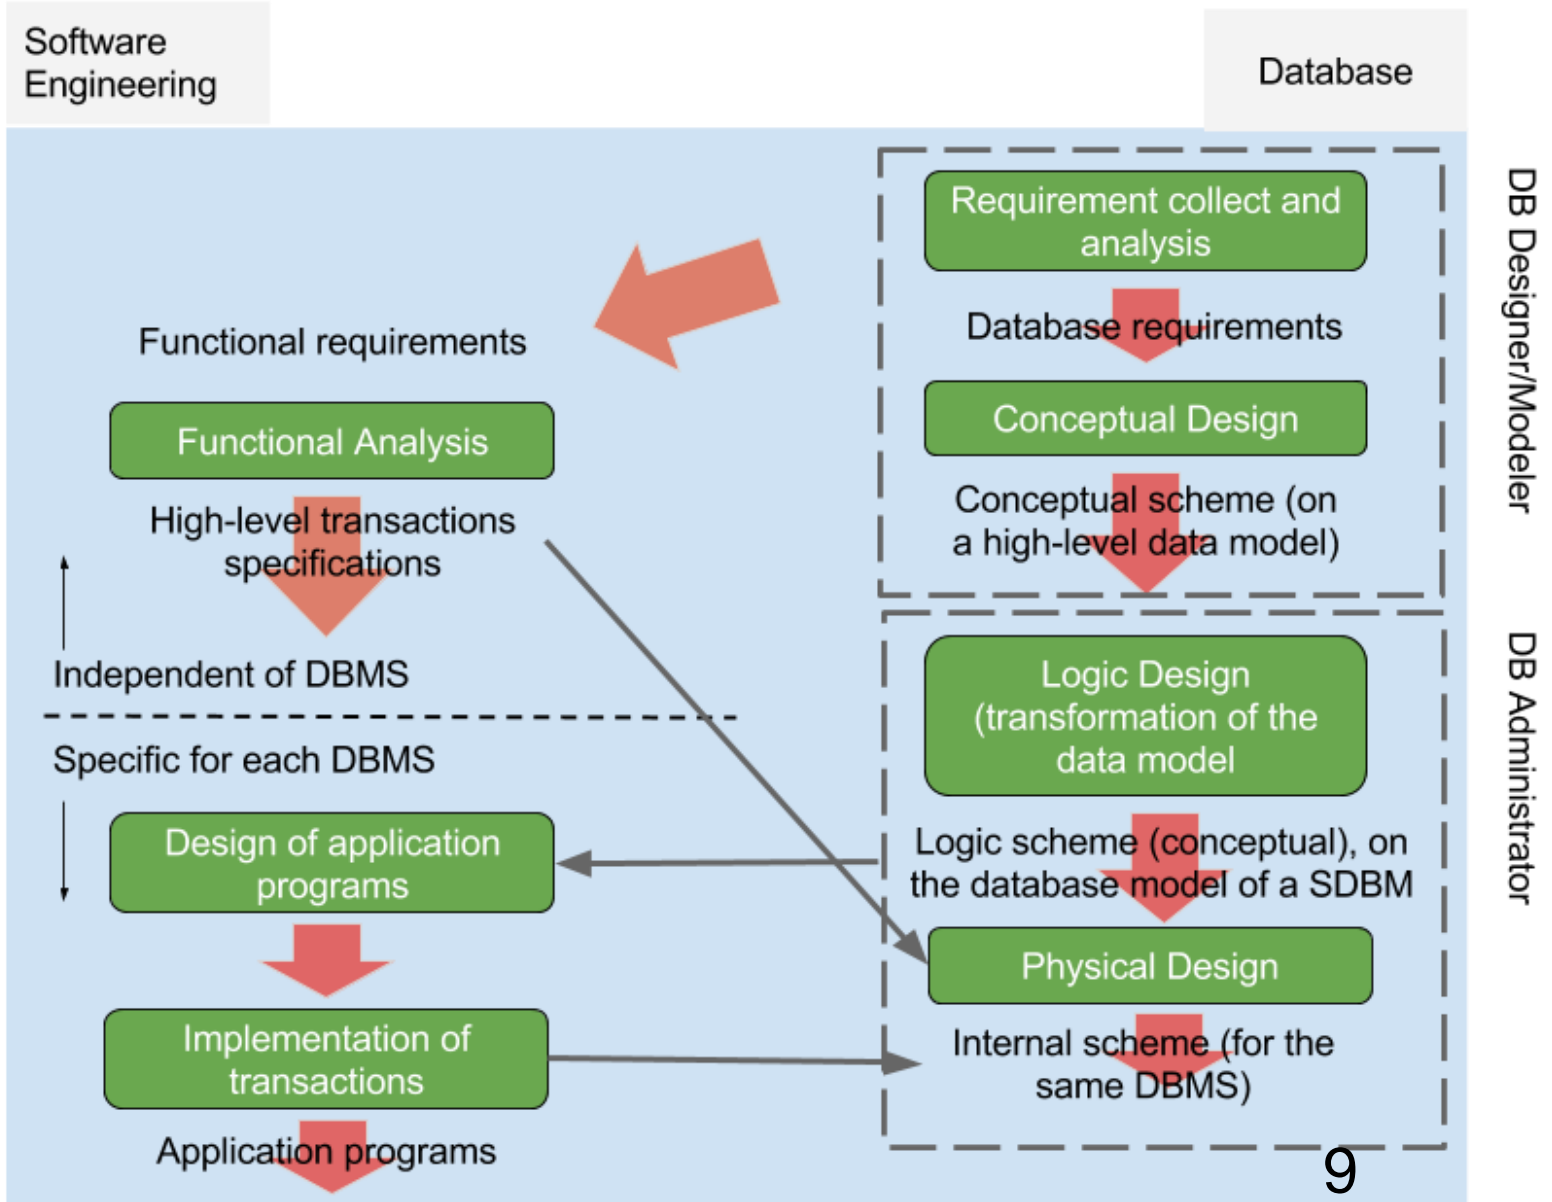 Software
Engineering
Database
Requirement collect and
analysis
Database requirements
Conceptual Design
Conceptual scheme (on
a high-level data model)
DB Designer/Modeler
Functional requirements
Functional Analysis
High-level transactions
specifications
Independent of DBMS
Specific for each DBMS
Design of application
programs
Implementation of
transactions
Application programs
Logic Design
(transformation of the
data model
Logic scheme (conceptual), on
the database model of a SDBM
Physical Design
Internal scheme (for the
same DBMS)
DB Administrator
9